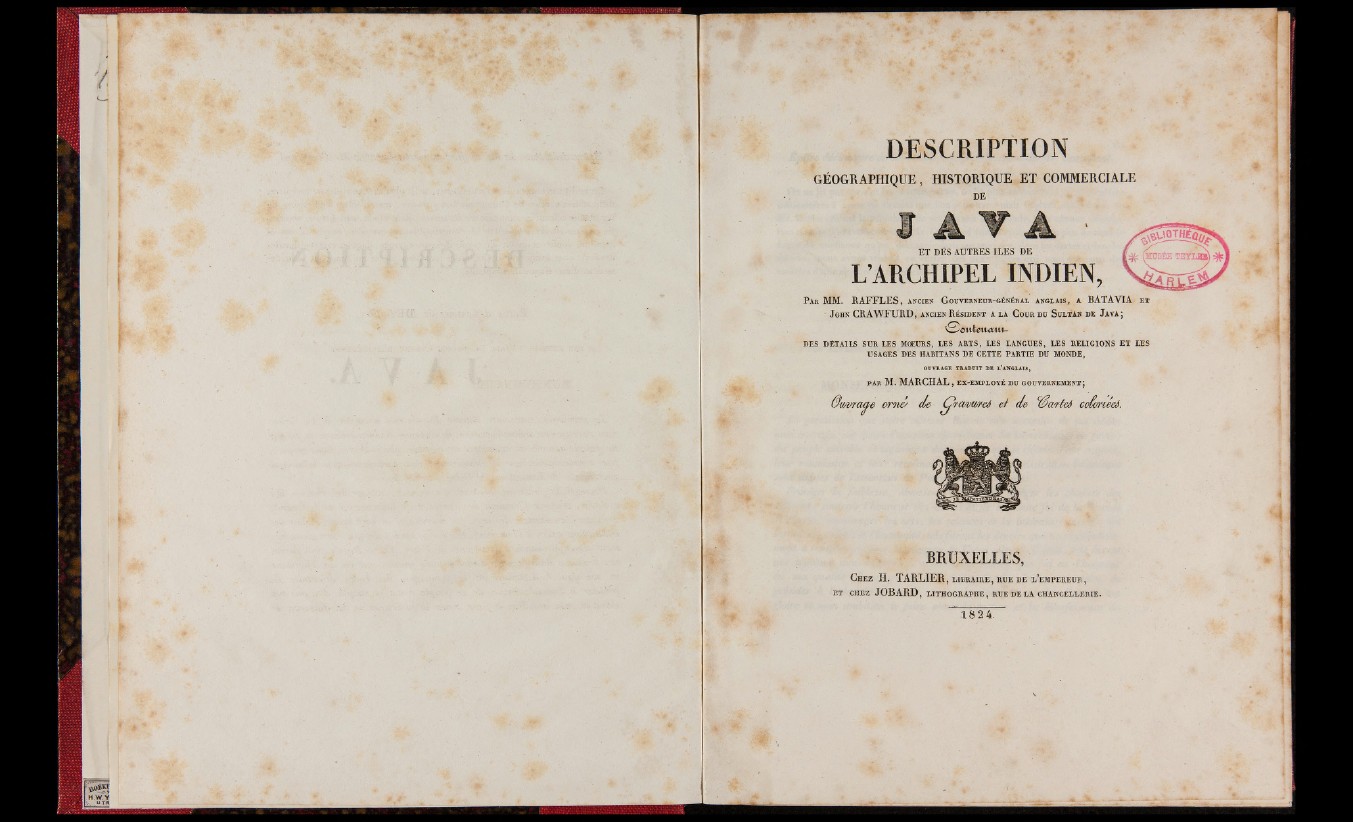 DESCRIPTION
GÉOGRAPHIQUE, HISTORIQUE ET COMMERCIALE
DE
JAVA
ET DES AUTRES ILES DE
L'ARCHIPEL INDIEN,
PAR MM. RAFFLES, ANCIEN GOUVERNEUR-GÉNÉRAL ANGLAIS, A BATAVIA ET
JOHN CRAWFURD, ANCIEN RÉSIDENT A LA COUR DU SULTAN DE JAVA;
Contenant
DES DÉTAILS SUR LES MŒURS, LES ARTS, LES LANGUES, LES RELIGIONS ET LES
USAGES DES HABITANS DE CETTE PARTIE DU MONDE,
OUVRAGE TRADUIT DE L'ANGLAIS,
PAR M. MARCHAL, EX-EMPLOYÉ DU GOUVERNEMENT;
Ouvrage orné de Gravures et de Cartes coloriées.
BIBLIOTHÈQUE
MUSÉE TEYLER
HARLEM
BRUXELLES,
CHEZ H. TARLIER, LIBRAIRE, RUE DE L'EMPEREUR,
ET CHEZ JOBARD, LITHOGRAPHE, RUE DE LA CHANCELLERIE.
1824
DESCRIPTION
DE
JAVA.